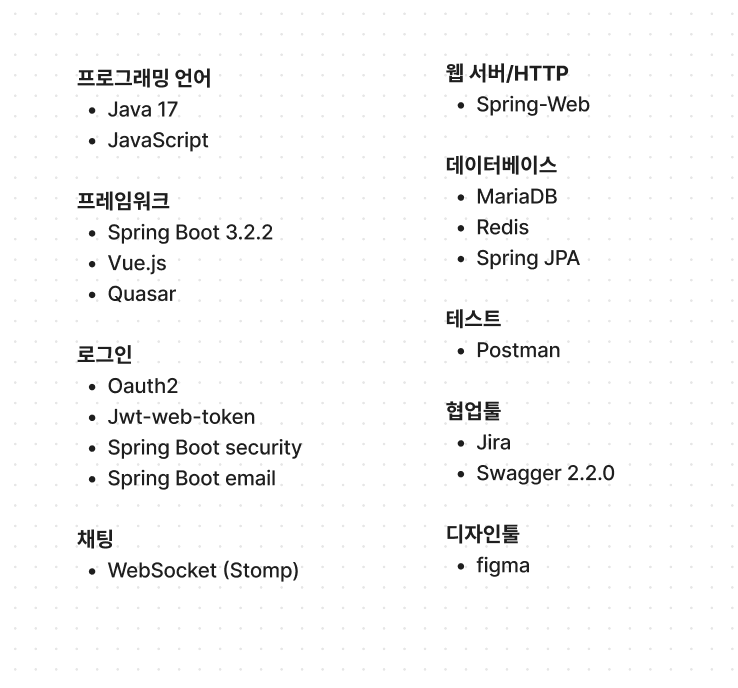 프로그래밍 언어
• Java 17
• JavaScript
프레임워크
• Spring Boot 3.2.2
• Vue.js
• Quasar
로그인
• Oauth2
• Jwt-web-token
• Spring Boot security
• Spring Boot email
채팅
• WebSocket (Stomp)
웹 서버/HTTP
• Spring-Web
데이터베이스
• MariaDB
• Redis
• Spring JPA
테스트
• Postman
협업툴
• Jira
• Swagger 2.2.0
디자인툴
• figma